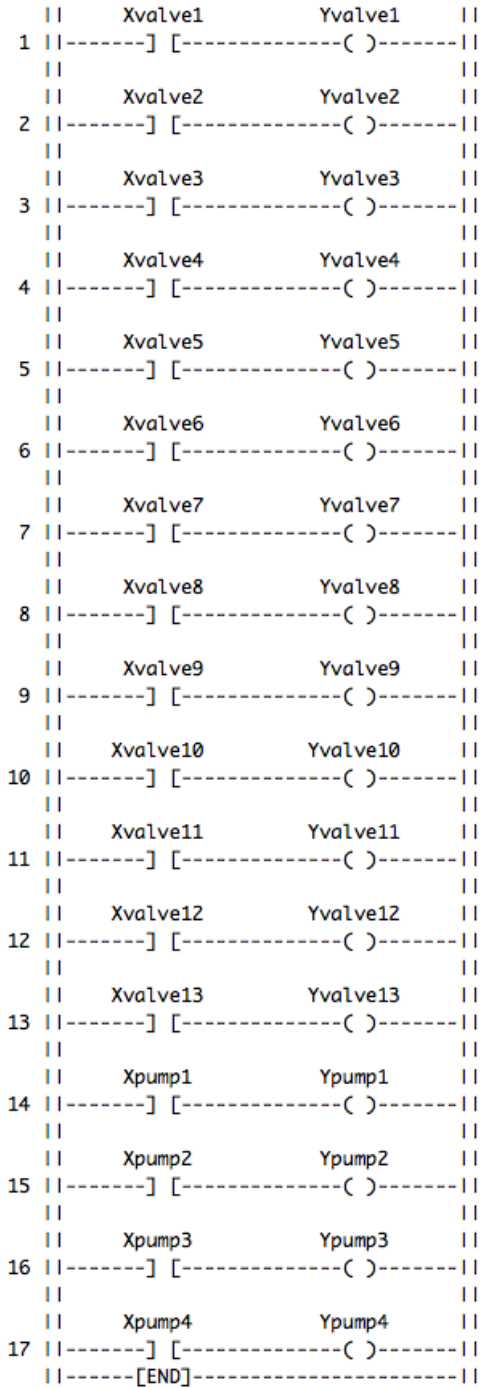 ||     Xvalve1          Yvalve1     ||
 1 ||-------] [--------------( )-------||
   ||                                  ||
   ||     Xvalve2          Yvalve2     ||
 2 ||-------] [--------------( )-------||
   ||                                  ||
   ||     Xvalve3          Yvalve3     ||
 3 ||-------] [--------------( )-------||
   ||                                  ||
   ||     Xvalve4          Yvalve4     ||
 4 ||-------] [--------------( )-------||
   ||                                  ||
   ||     Xvalve5          Yvalve5     ||
 5 ||-------] [--------------( )-------||
   ||                                  ||
   ||     Xvalve6          Yvalve6     ||
 6 ||-------] [--------------( )-------||
   ||                                  ||
   ||     Xvalve7          Yvalve7     ||
 7 ||-------] [--------------( )-------||
   ||                                  ||
   ||     Xvalve8          Yvalve8     ||
 8 ||-------] [--------------( )-------||
   ||                                  ||
   ||     Xvalve9          Yvalve9     ||
 9 ||-------] [--------------( )-------||
   ||                                  ||
   ||    Xvalve10         Yvalve10     ||
10 ||-------] [--------------( )-------||
   ||                                  ||
   ||    Xvalve11         Yvalve11     ||
11 ||-------] [--------------( )-------||
   ||                                  ||
   ||    Xvalve12         Yvalve12     ||
12 ||-------] [--------------( )-------||
   ||                                  ||
   ||    Xvalve13         Yvalve13     ||
13 ||-------] [--------------( )-------||
   ||                                  ||
   ||     Xpump1           Ypump1      ||
14 ||-------] [--------------( )-------||
   ||                                  ||
   ||     Xpump2           Ypump2      ||
15 ||-------] [--------------( )-------||
   ||                                  ||
   ||     Xpump3           Ypump3      ||
16 ||-------] [--------------( )-------||
   ||                                  ||
   ||     Xpump4           Ypump4      ||
17 ||-------] [--------------( )-------||
   ||------[END]-----------------------||